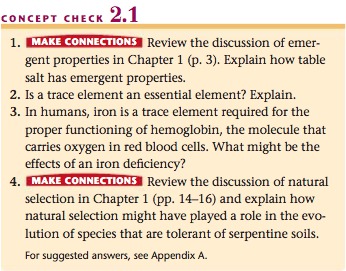 CONCEPT CHECK 2.1
1. MAKE CONNECTIONS Review the discussion of emer-
gent properties in Chapter 1 (p. 3). Explain how table
salt has emergent properties.
2. Is a trace element an essential element? Explain.
3. In humans, iron is a trace element required for the
proper functioning of hemoglobin, the molecule that
carries oxygen in red blood cells. What might be the
effects of an iron deficiency?
4. MAKE CONNECTIONS Review the discussion of natural
selection in Chapter 1 (pp. 14–16) and explain how
natural selection might have played a role in the evo-
lution of species that are tolerant of serpentine soils.
For suggested answers, see Appendix A.